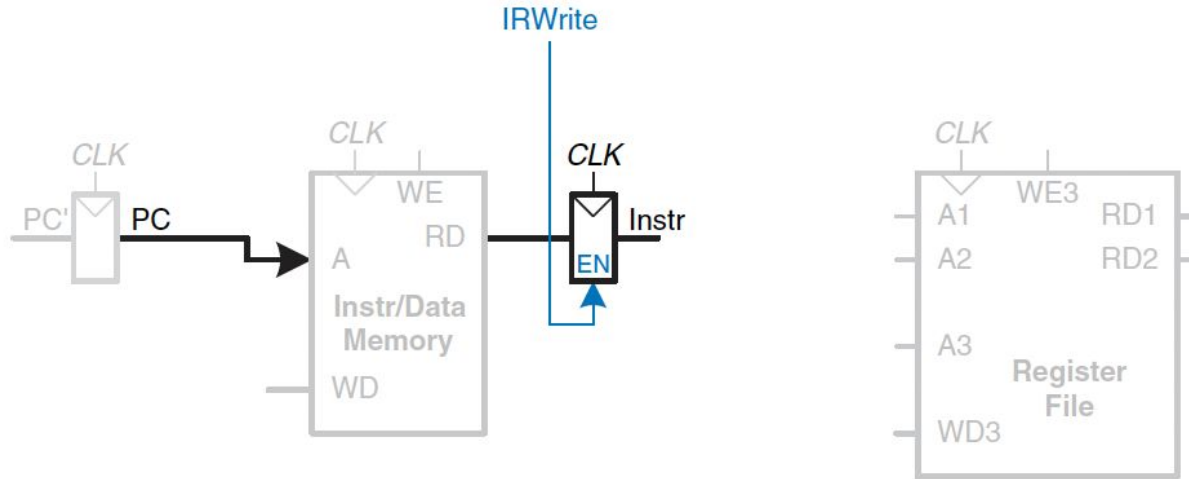 IRWrite
CLK
PC'
PC
CLK
WE
A
RD
Instr/Data
Memory
WD
CLK
EN
Instr
CLK
WE3
A1
RD1
A2
RD2
A3
Register
File
WD3